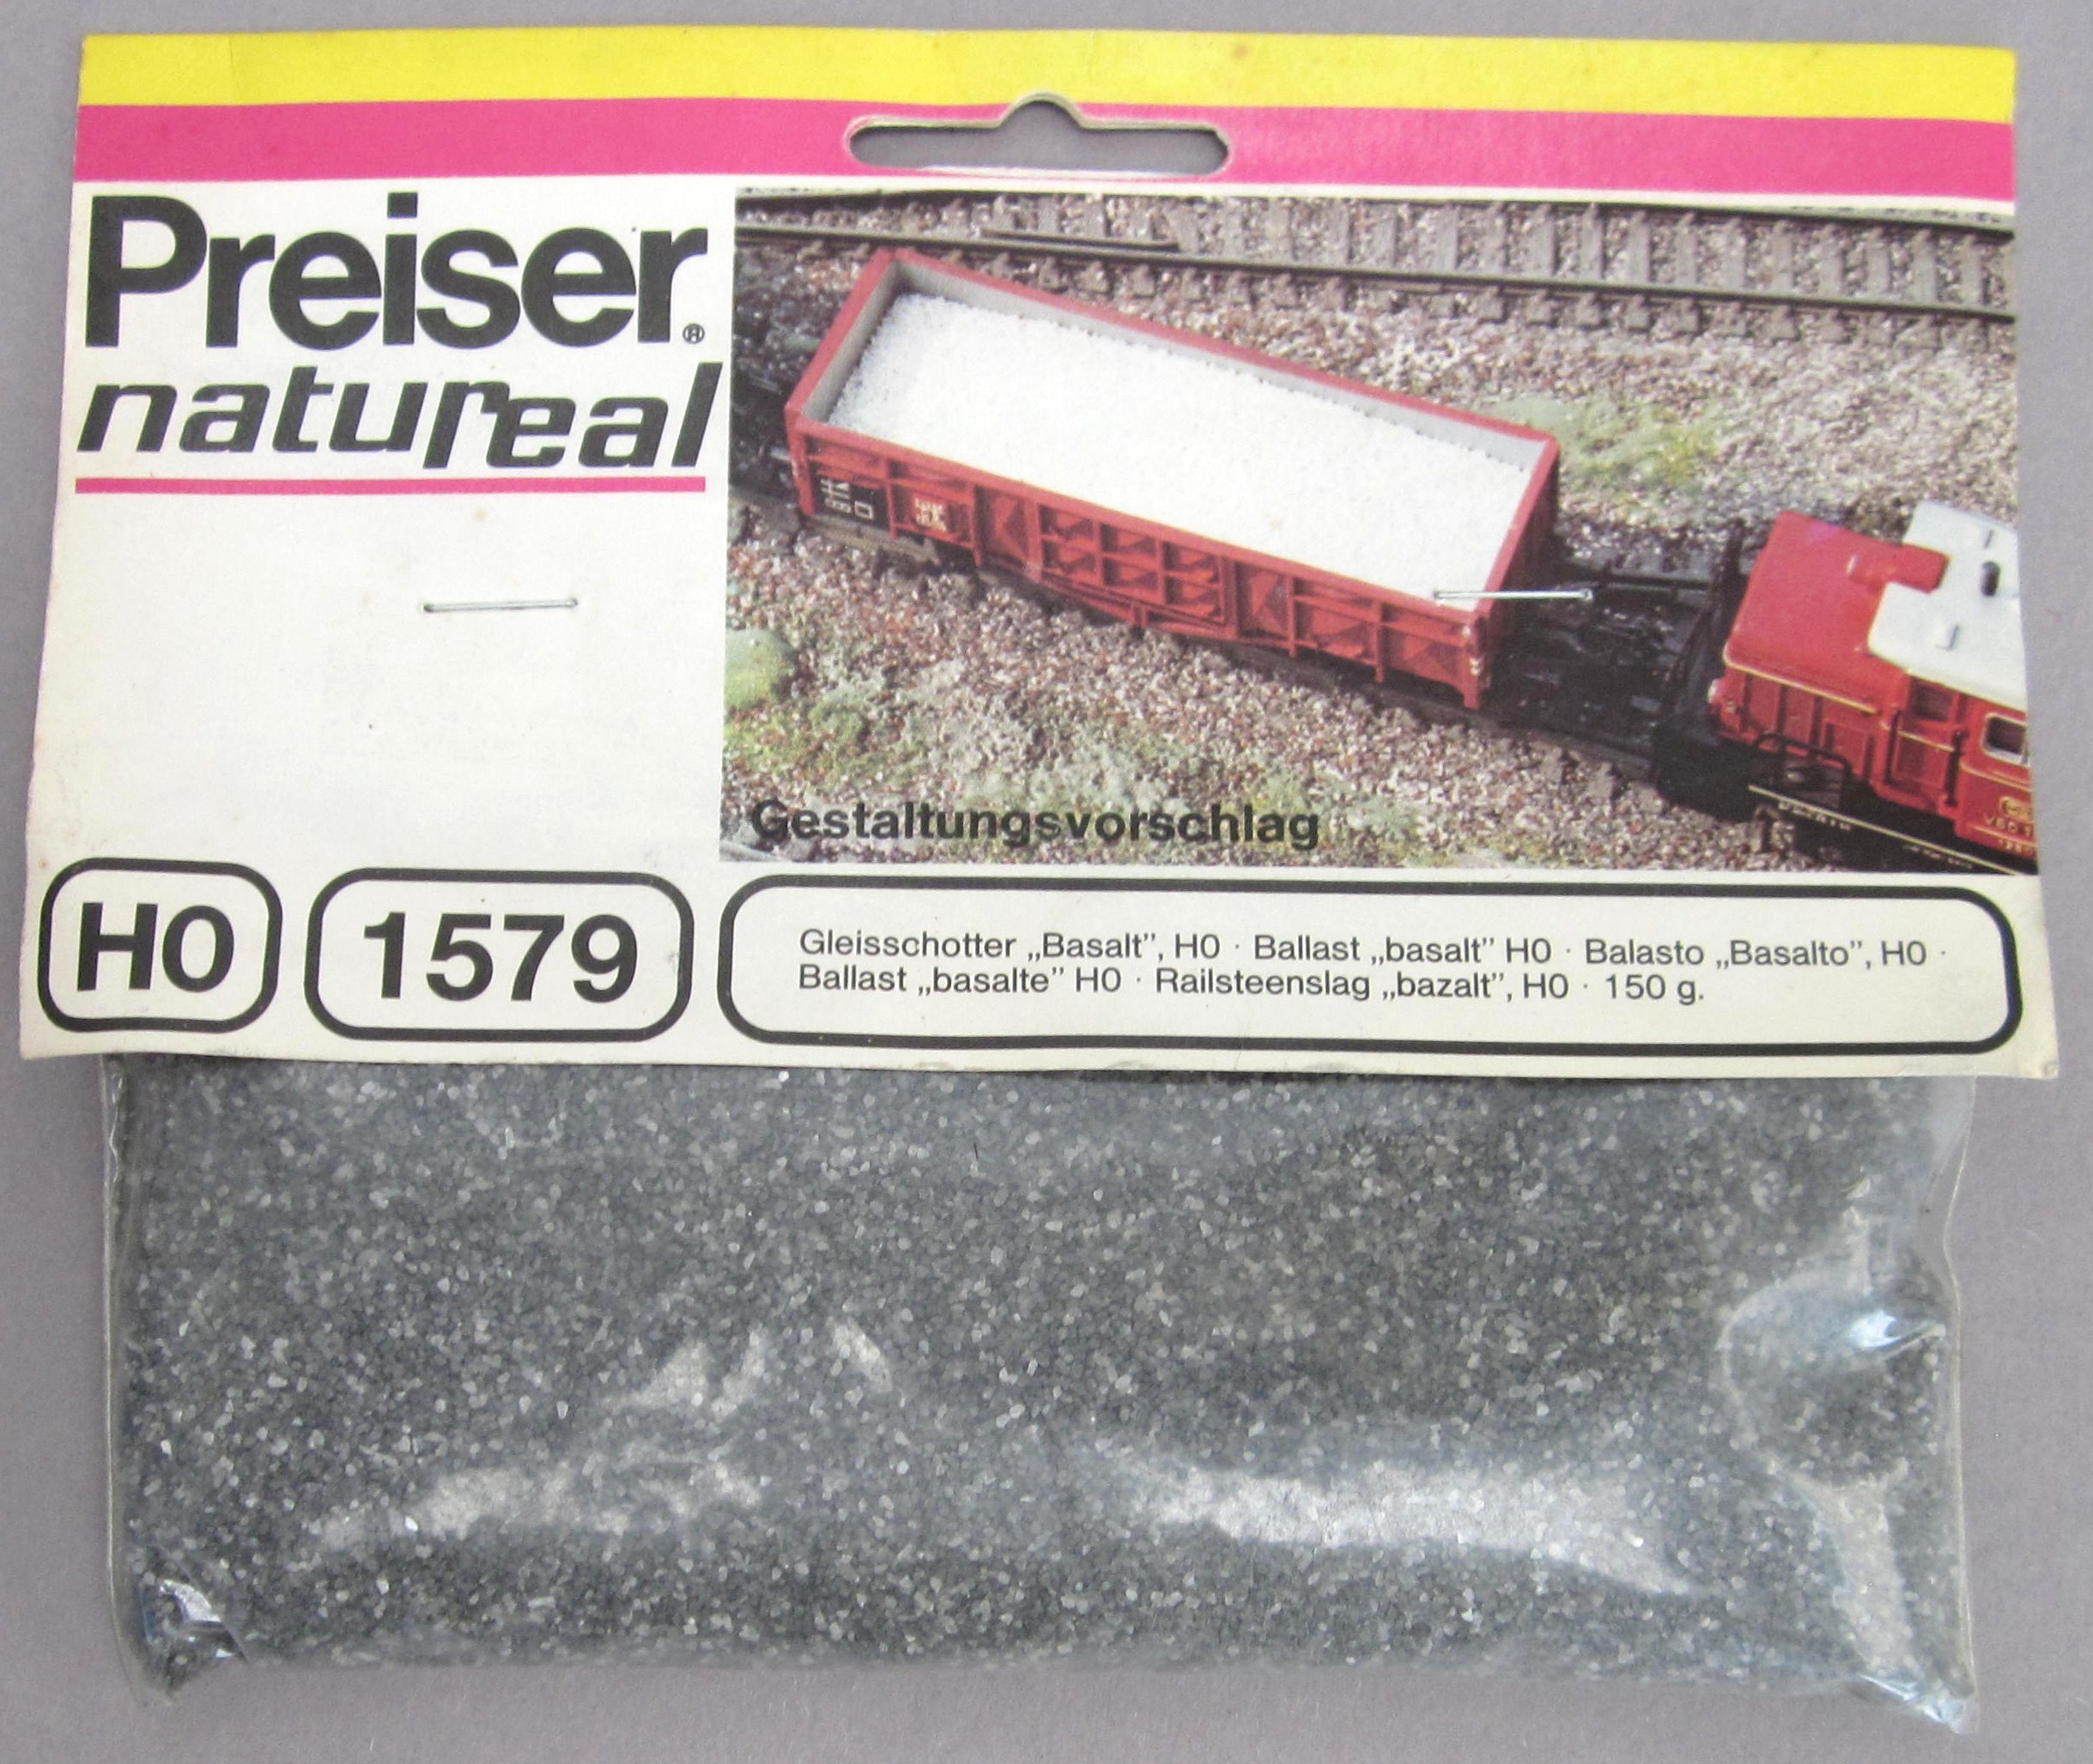 Preiser®
natureal
Gestaltungsvorschlag
H0
1579
Gleisschotter „Basalt”, H0 · Ballast „basalt” H0 · Balasto „Basalto”, H0 ·
Ballast „basalte” H0 · Railsteenslag „bazalt”, H0 · 150 g.